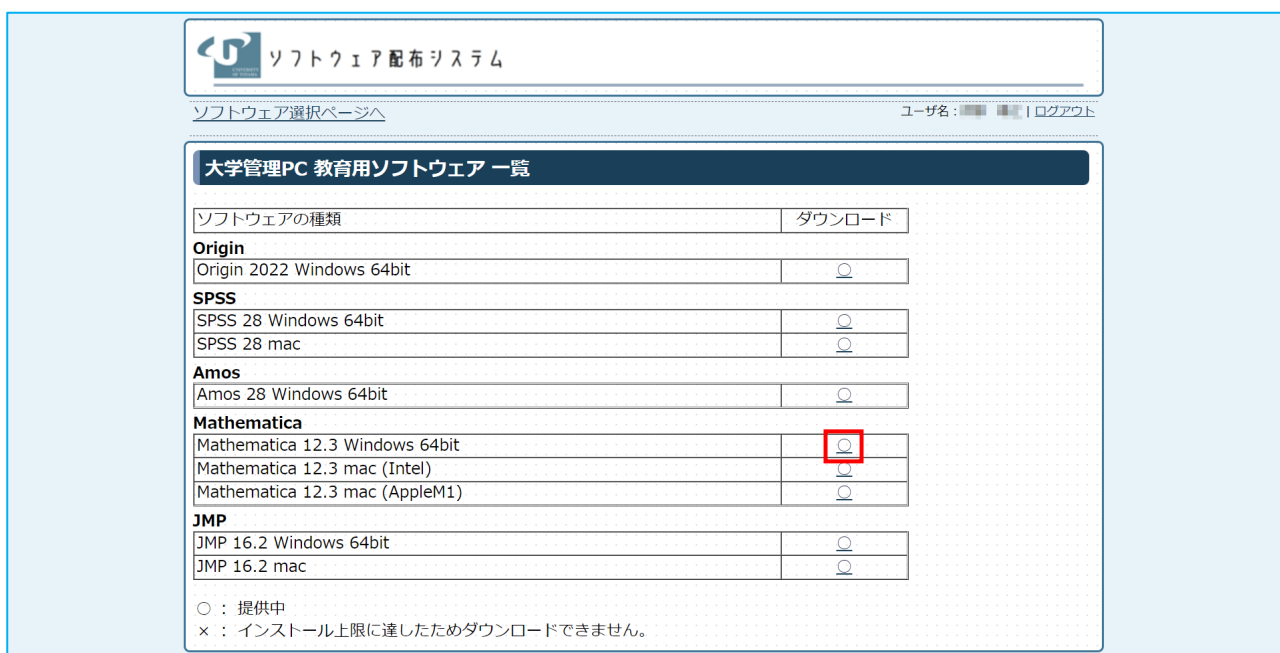 ソフトウェア配布システム
ソフトウェア選択ページへ ユーザ名: | ログアウト
大学管理PC 教育用ソフトウェア 一覧
ソフトウェアの種類 ダウンロード
Origin
Origin 2022 Windows 64bit ○
SPSS
SPSS 28 Windows 64bit ○
SPSS 28 mac ○
Amos
Amos 28 Windows 64bit ○
Mathematica
Mathematica 12.3 Windows 64bit ○
Mathematica 12.3 mac (Intel) ○
Mathematica 12.3 mac (AppleM1) ○
JMP
JMP 16.2 Windows 64bit ○
JMP 16.2 mac ○
○ : 提供中
× : インストール上限に達したためダウンロードできません。